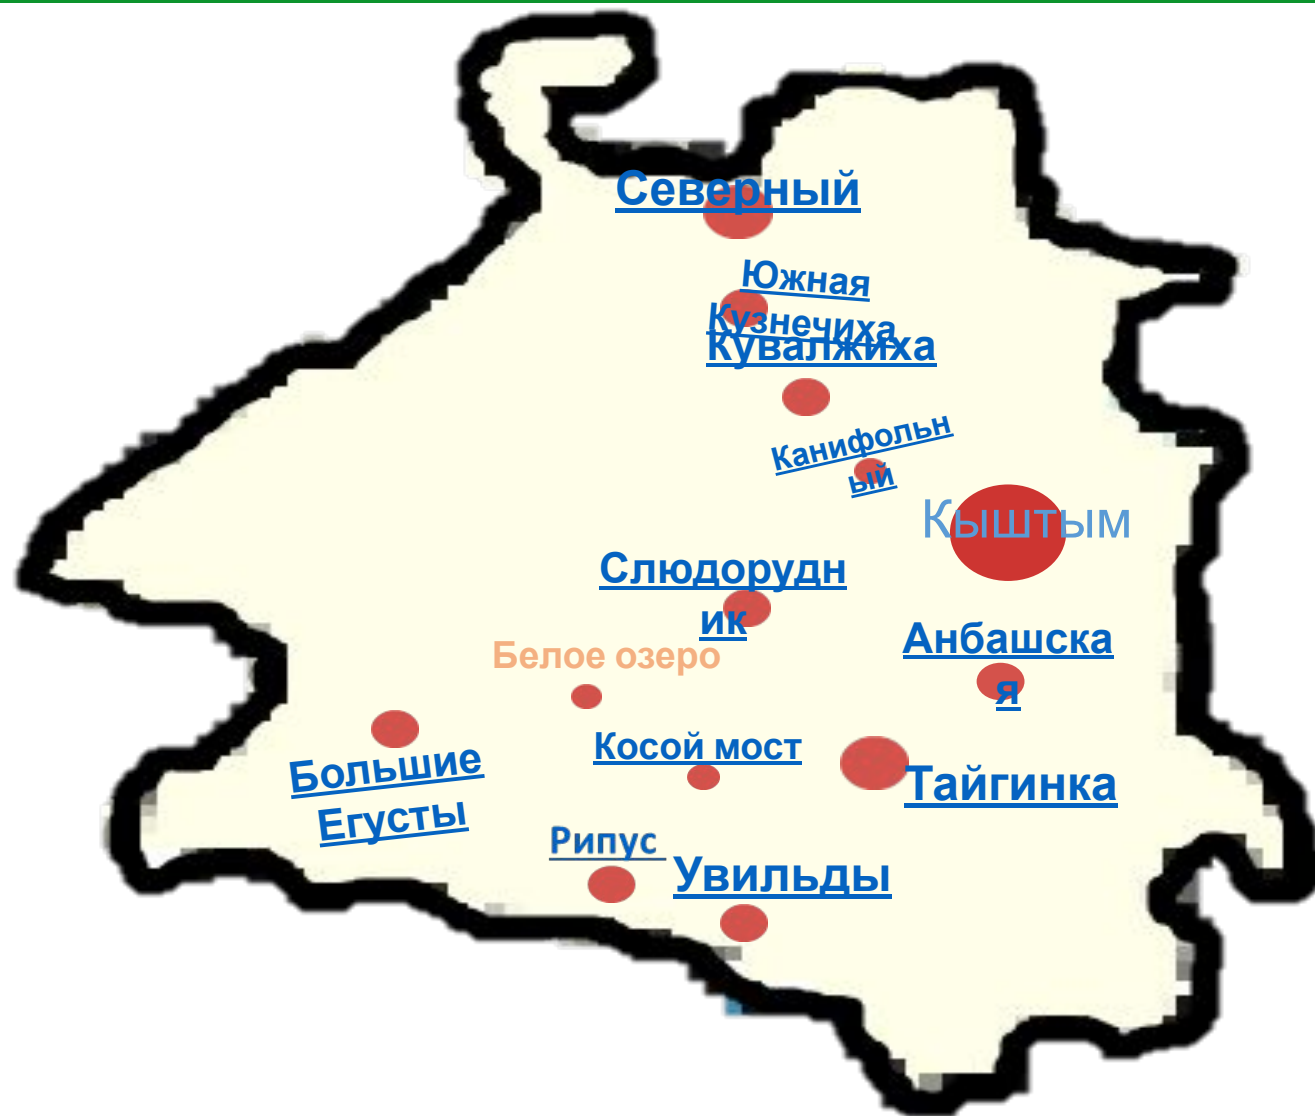 Северный
Южная
Кузнечиха
Кувалжиха
Канифольн
ый
Кыштым
Слюдорудн
ик
Анбашска
я
Белое озеро
Косой мост
Большие
Егусты
Тайгинка
Рипус
Увильды